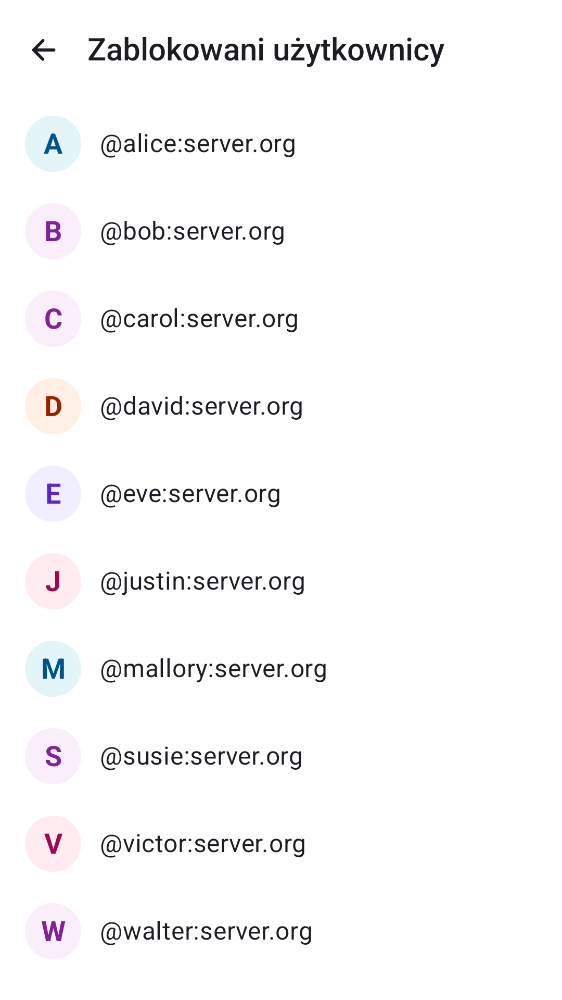 Zablokowani użytkownicy
A @alice:server.org
B @bob:server.org
C @carol:server.org
D @david:server.org
E @eve:server.org
J @justin:server.org
M @mallory:server.org
S @susie:server.org
V @victor:server.org
W @walter:server.org